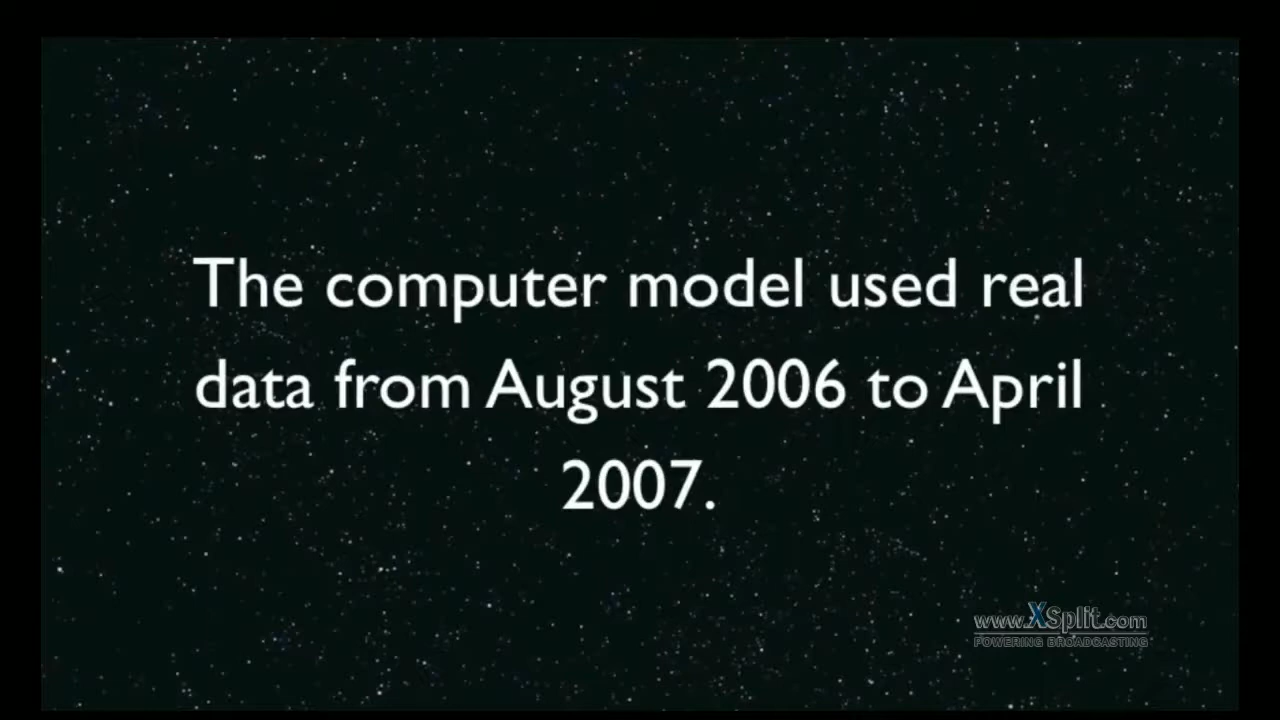 The computer model used real
data from August 2006 to April
2007.
www.XSplit.com
POWERING BROADCASTING